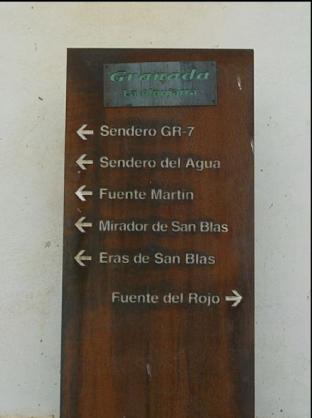 Granada
← Sendero GR-7
← Sendero del Agua
← Fuente Martín
← Mirador de San Blas
← Eras de San Blas
Fuente del Rojo →